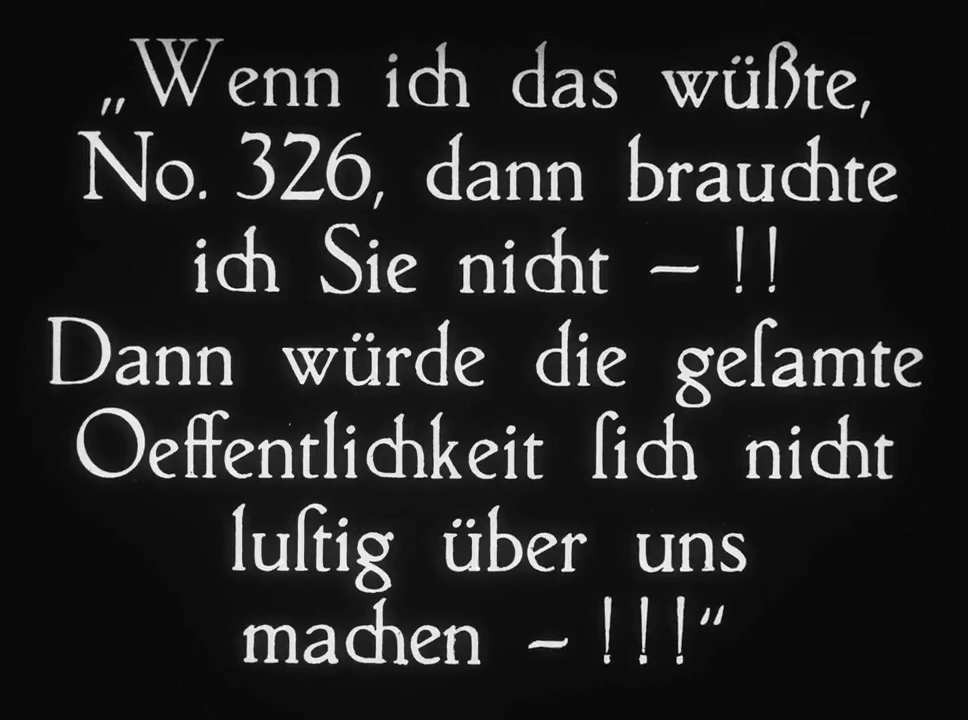 „Wenn ich das wüßte,
No. 326, dann brauchte
ich Sie nicht – !!
Dann würde die geſamte
Oeffentlichkeit ſich nicht
luſtig über uns
machen – !!!“